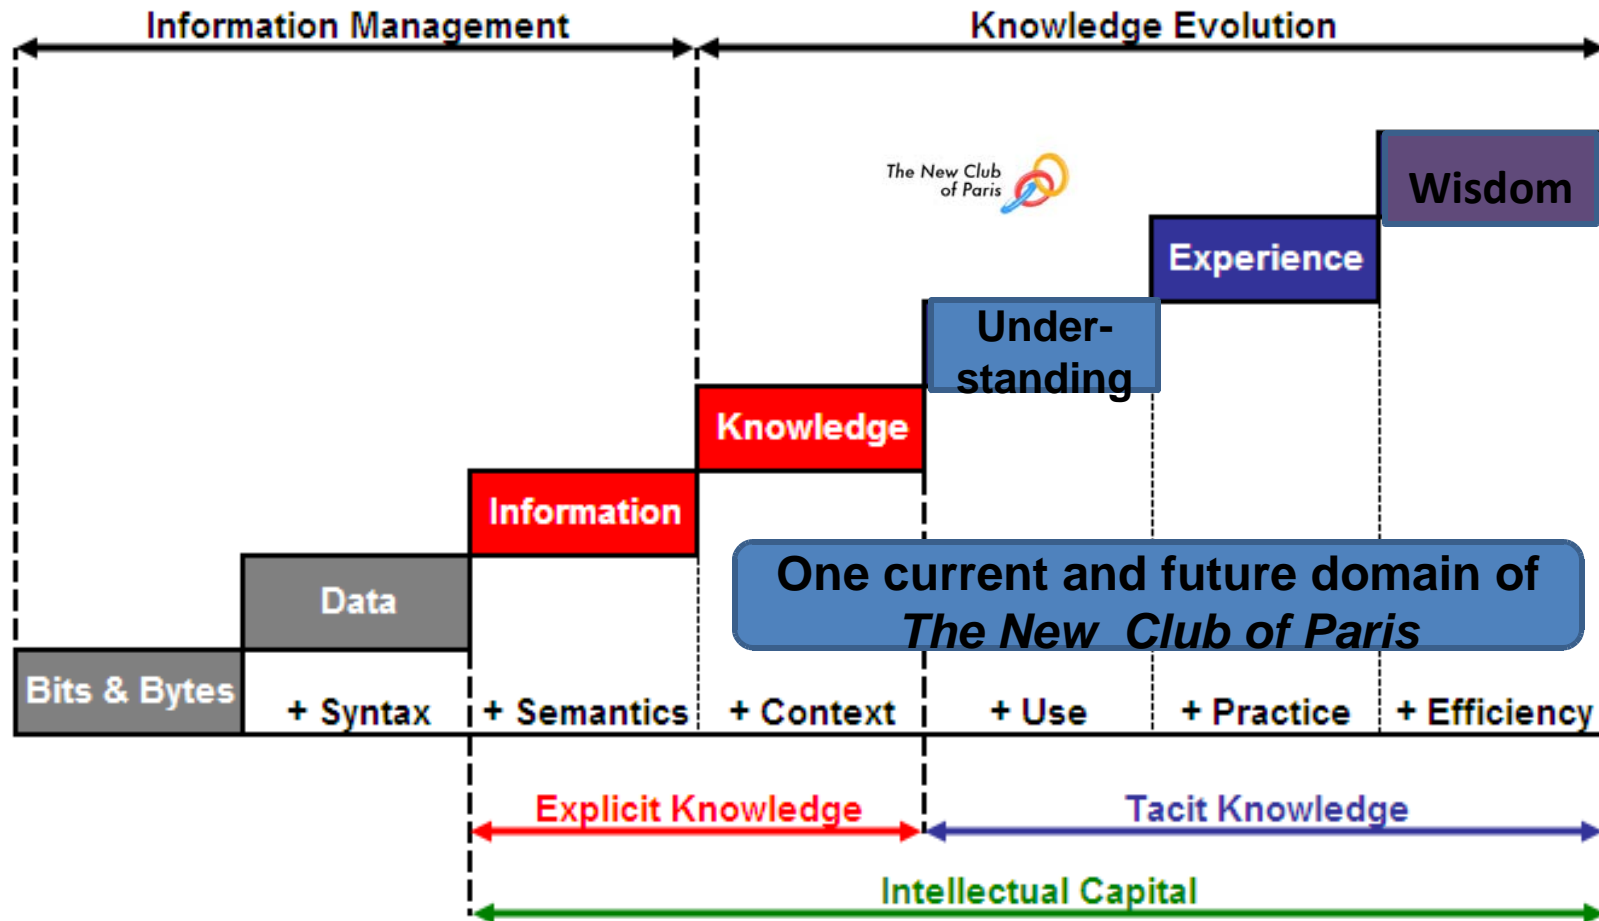 Information Management
Knowledge Evolution
The New Club
of Paris
Wisdom
Experience
Under-
standing
Knowledge
Information
One current and future domain of
The New Club of Paris
Data
Bits & Bytes
+ Syntax
+ Semantics
+ Context
+ Use
+ Practice
+ Efficiency
Explicit Knowledge
Tacit Knowledge
Intellectual Capital